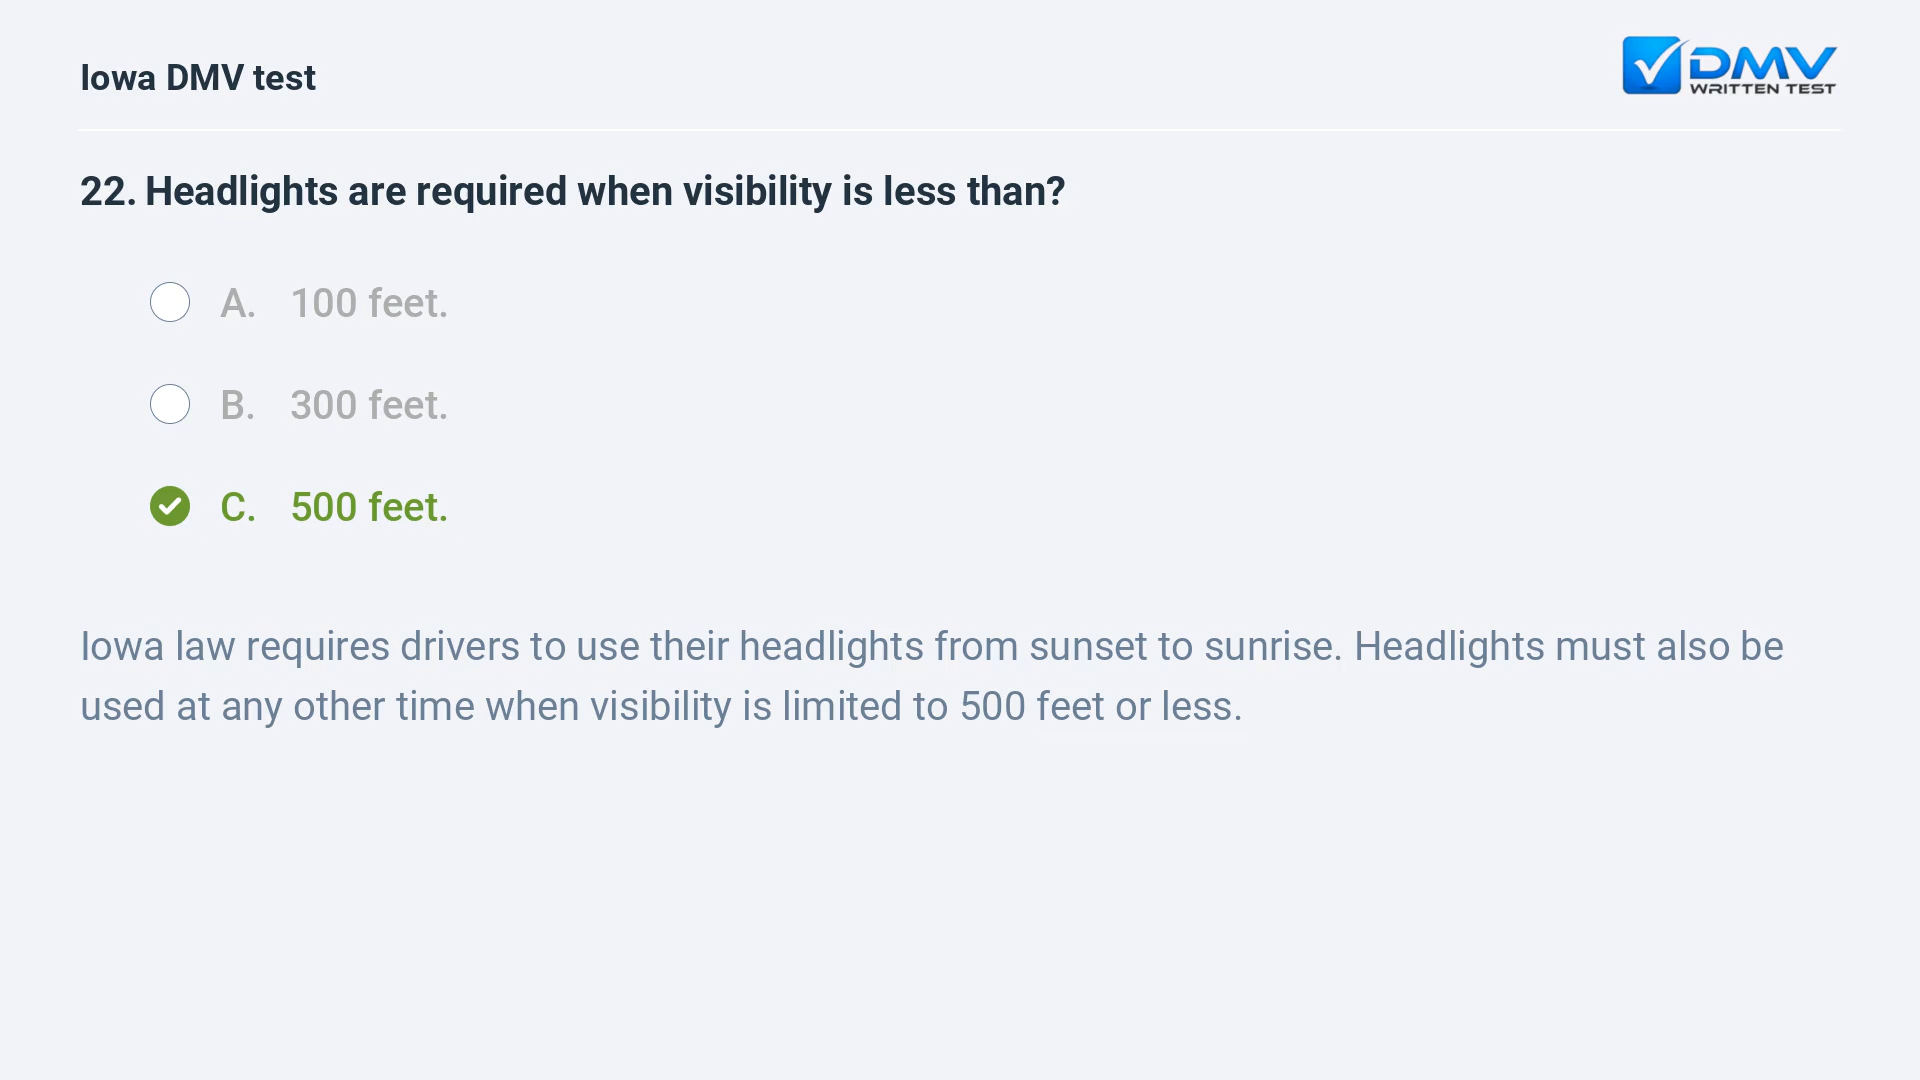 Iowa DMV test
DMV
WRITTEN TEST
22. Headlights are required when visibility is less than?
A. 100 feet.
B. 300 feet.
C. 500 feet.
Iowa law requires drivers to use their headlights from sunset to sunrise. Headlights must also be
used at any other time when visibility is limited to 500 feet or less.